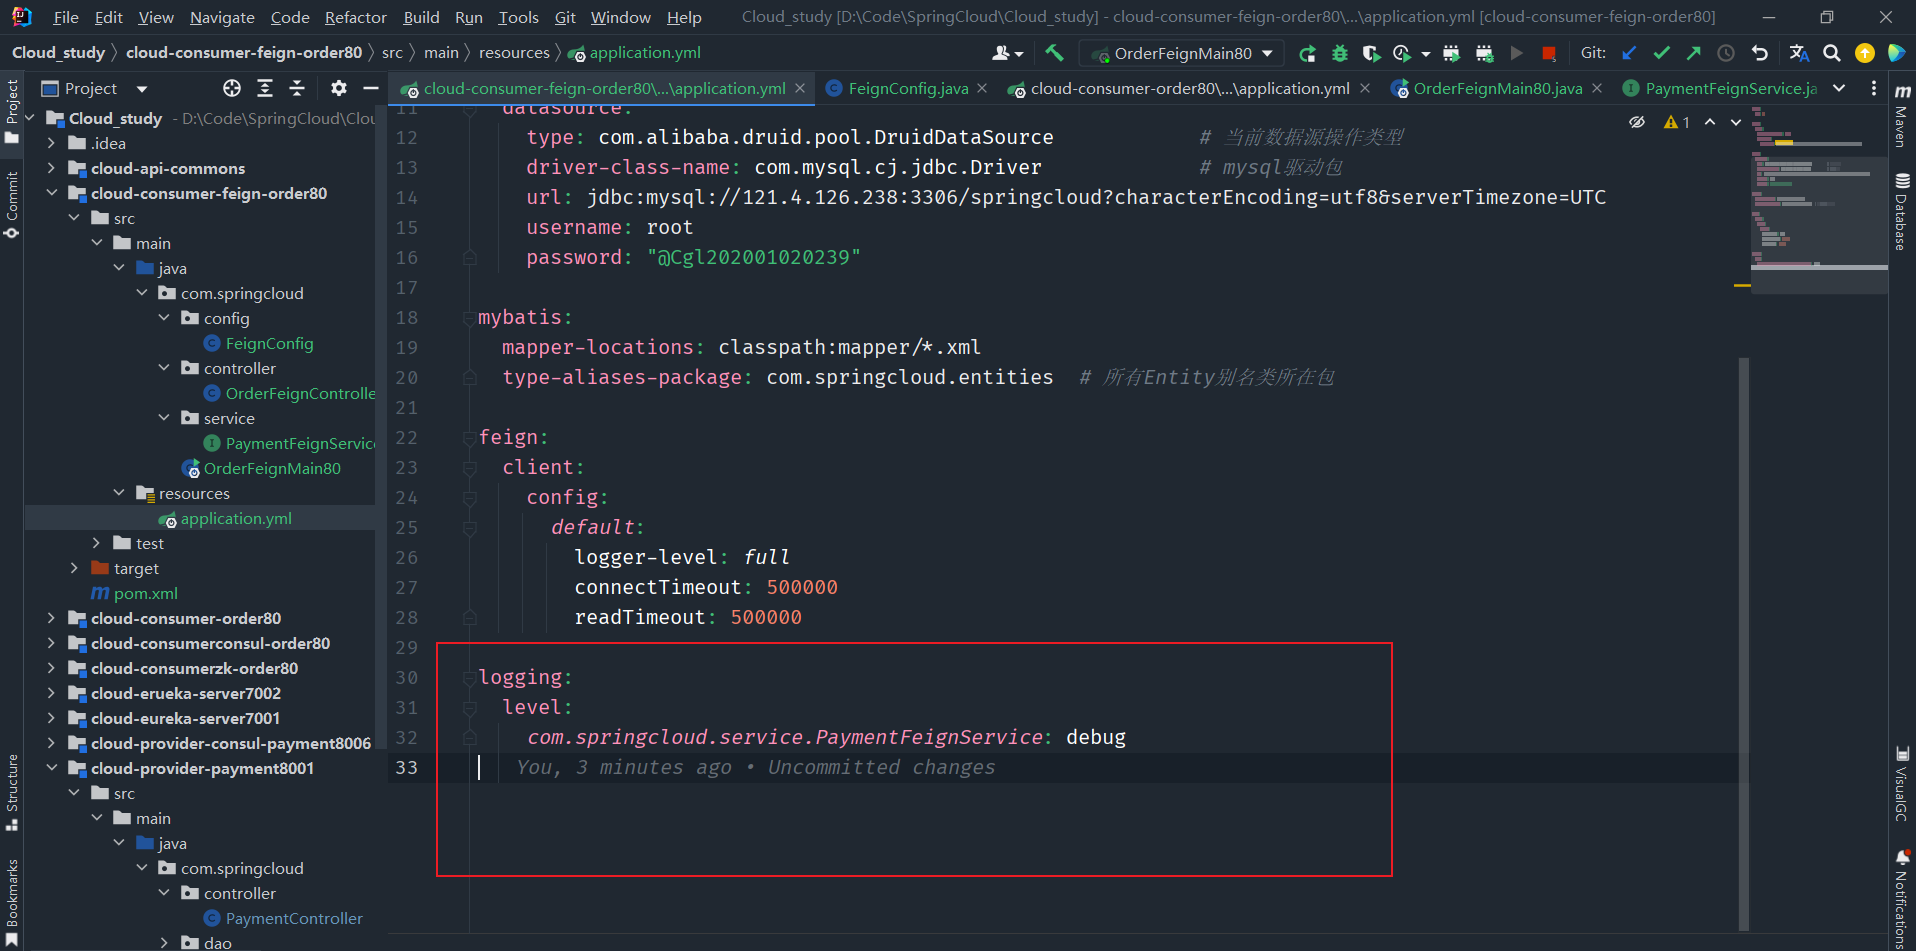 File Edit View Navigate Code Refactor Build Run Tools Git Window Help Cloud_study [D:\Code\SpringCloud\Cloud_study] - cloud-consumer-feign-order80\...\application.yml [cloud-consumer-feign-order80]
Cloud_study cloud-consumer-feign-order80 src main resources application.yml OrderFeignMain80 Git:
Project cloud-consumer-feign-order80\...\application.yml FeignConfig.java cloud-consumer-order80\...\application.yml OrderFeignMain80.java PaymentFeignService.ja
Project
Commit
Structure
Bookmarks
Cloud_study - D:\Code\SpringCloud\Clou
.idea
cloud-api-commons
cloud-consumer-feign-order80
src
main
java
com.springcloud
config
FeignConfig
controller
OrderFeignControlle
service
PaymentFeignServic
OrderFeignMain80
resources
application.yml
test
target
pom.xml
cloud-consumer-order80
cloud-consumerconsul-order80
cloud-consumerzk-order80
cloud-erueka-server7002
cloud-eureka-server7001
cloud-provider-consul-payment8006
cloud-provider-payment8001
src
main
java
com.springcloud
controller
PaymentController
dao
11 datasource:
12 type: com.alibaba.druid.pool.DruidDataSource # 当前数据源操作类型
13 driver-class-name: com.mysql.cj.jdbc.Driver # mysql驱动包
14 url: jdbc:mysql://121.4.126.238:3306/springcloud?characterEncoding=utf8&serverTimezone=UTC
15 username: root
16 password: "@Cgl202001020239"
17
18 mybatis:
19 mapper-locations: classpath:mapper/*.xml
20 type-aliases-package: com.springcloud.entities # 所有Entity别名类所在包
21
22 feign:
23 client:
24 config:
25 default:
26 logger-level: full
27 connectTimeout: 500000
28 readTimeout: 500000
29
30 logging:
31 level:
32 com.springcloud.service.PaymentFeignService: debug
33 You, 3 minutes ago • Uncommitted changes
1
Maven
Database
VisualGC
Notifications